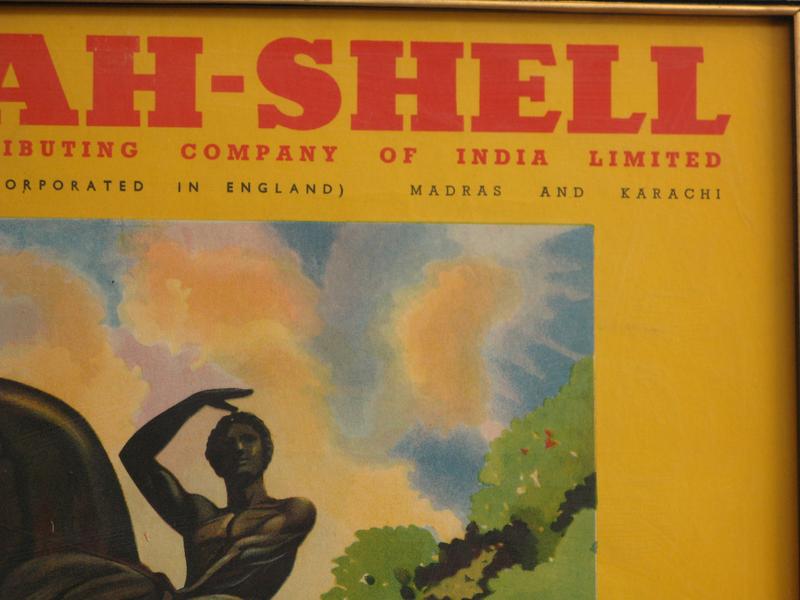 AH-SHELL
IBUTING COMPANY OF INDIA LIMITED
ORPORATED IN ENGLAND) MADRAS AND KARACHI